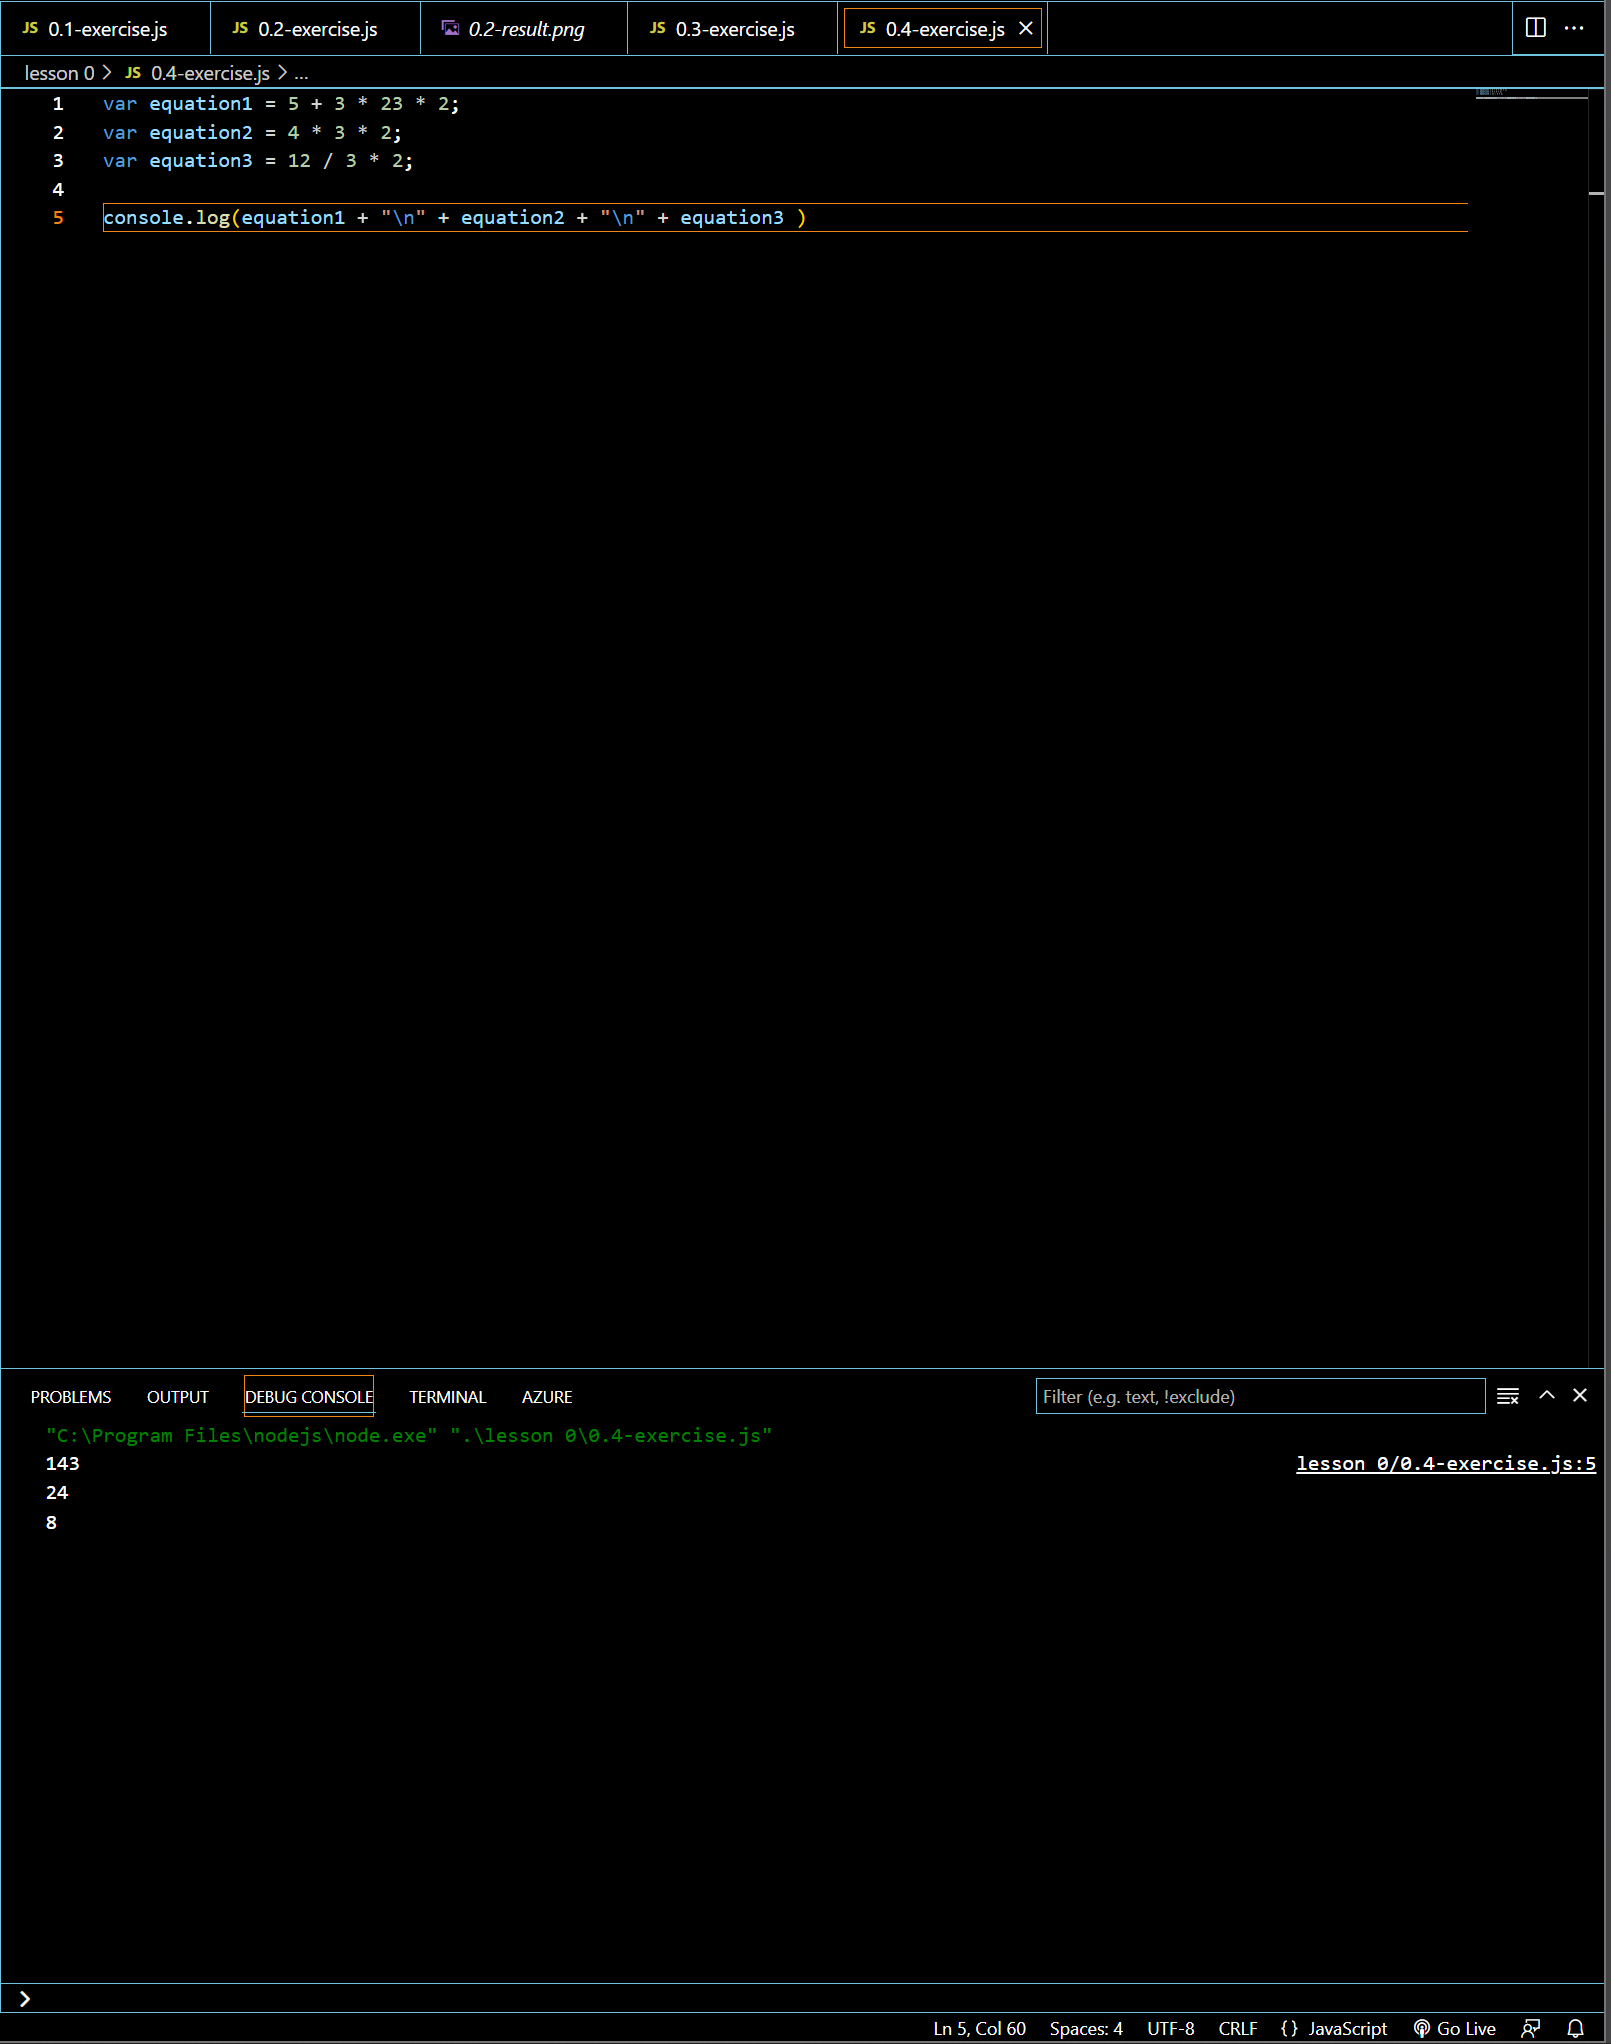 JS 0.1-exercise.js JS 0.2-exercise.js 0.2-result.png JS 0.3-exercise.js JS 0.4-exercise.js
lesson 0 > JS 0.4-exercise.js > ...
1 var equation1 = 5 + 3 * 23 * 2;
2 var equation2 = 4 * 3 * 2;
3 var equation3 = 12 / 3 * 2;
4
5 console.log(equation1 + "\n" + equation2 + "\n" + equation3 )
PROBLEMS OUTPUT DEBUG CONSOLE TERMINAL AZURE Filter (e.g. text, !exclude)
"C:\Program Files\nodejs\node.exe" ".\lesson 0\0.4-exercise.js"
143 lesson 0/0.4-exercise.js:5
24
8
>
Ln 5, Col 60 Spaces: 4 UTF-8 CRLF {} JavaScript Go Live